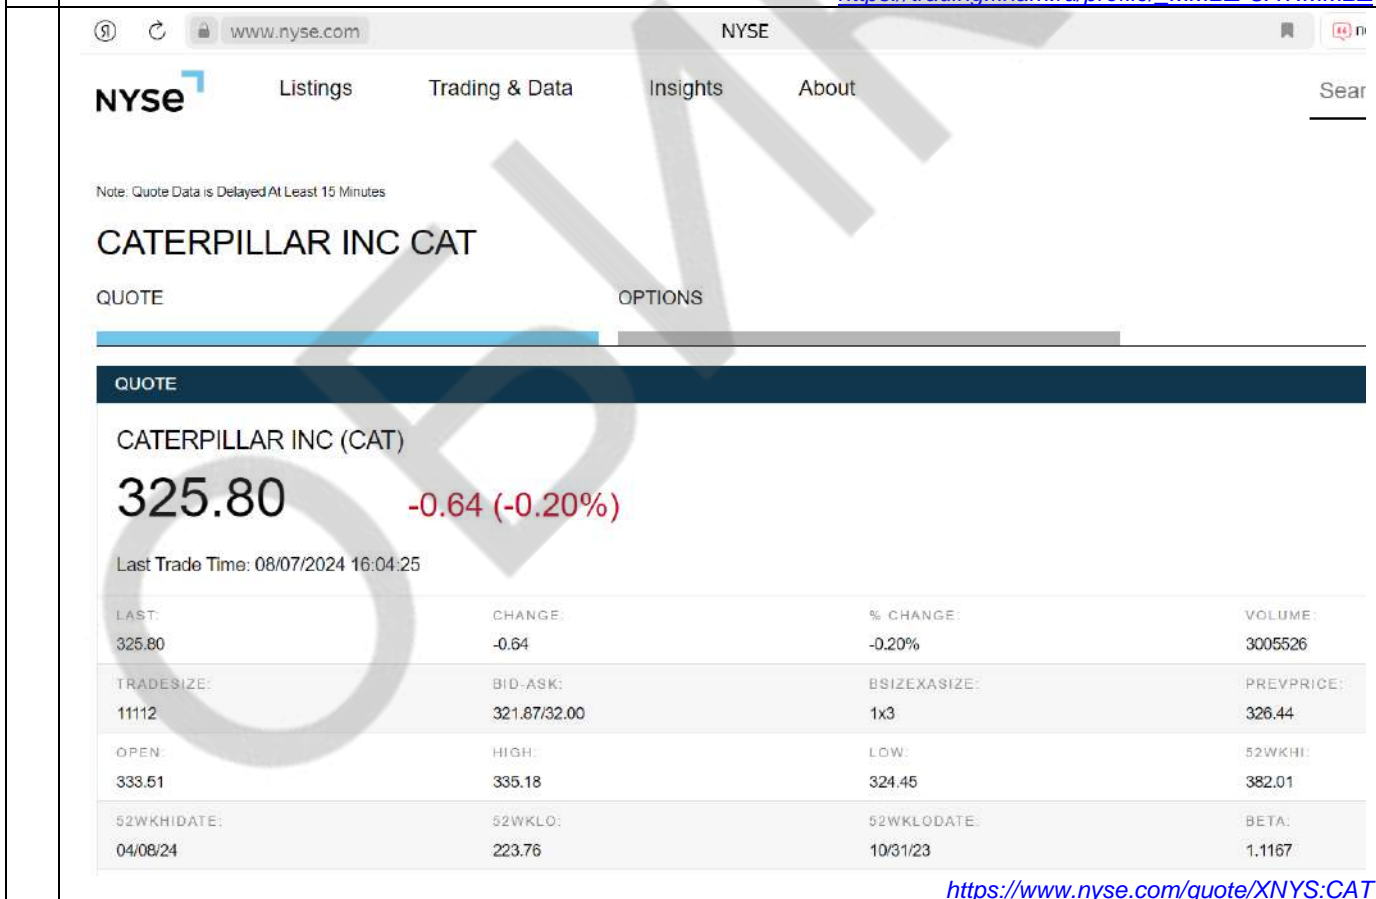 www.nyse.com NYSE
NYSE Listings Trading & Data Insights About Sear
Note: Quote Data is Delayed At Least 15 Minutes
CATERPILLAR INC CAT
QUOTE OPTIONS
QUOTE
CATERPILLAR INC (CAT)
325.80 -0.64 (-0.20%)
Last Trade Time: 08/07/2024 16:04:25
LAST: CHANGE: % CHANGE: VOLUME:
325.80 -0.64 -0.20% 3005526
TRADESIZE: BID-ASK: BSIZEXASIZE: PREVPRICE:
11112 321.87/32.00 1x3 326.44
OPEN: HIGH: LOW: 52WKHI:
333.51 335.18 324.45 382.01
52WKHIDATE: 52WKLO: 52WKLODATE: BETA:
04/08/24 223.76 10/31/23 1.1167
https://www.nyse.com/quote/XNYS:CAT